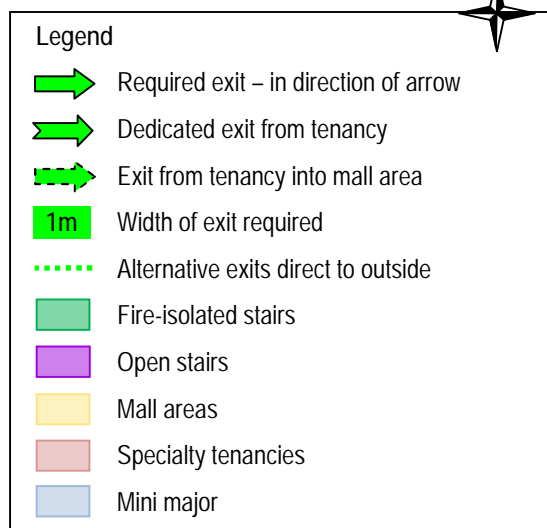 Legend
Required exit – in direction of arrow
Dedicated exit from tenancy
Exit from tenancy into mall area
1m Width of exit required
Alternative exits direct to outside
Fire-isolated stairs
Open stairs
Mall areas
Specialty tenancies
Mini major